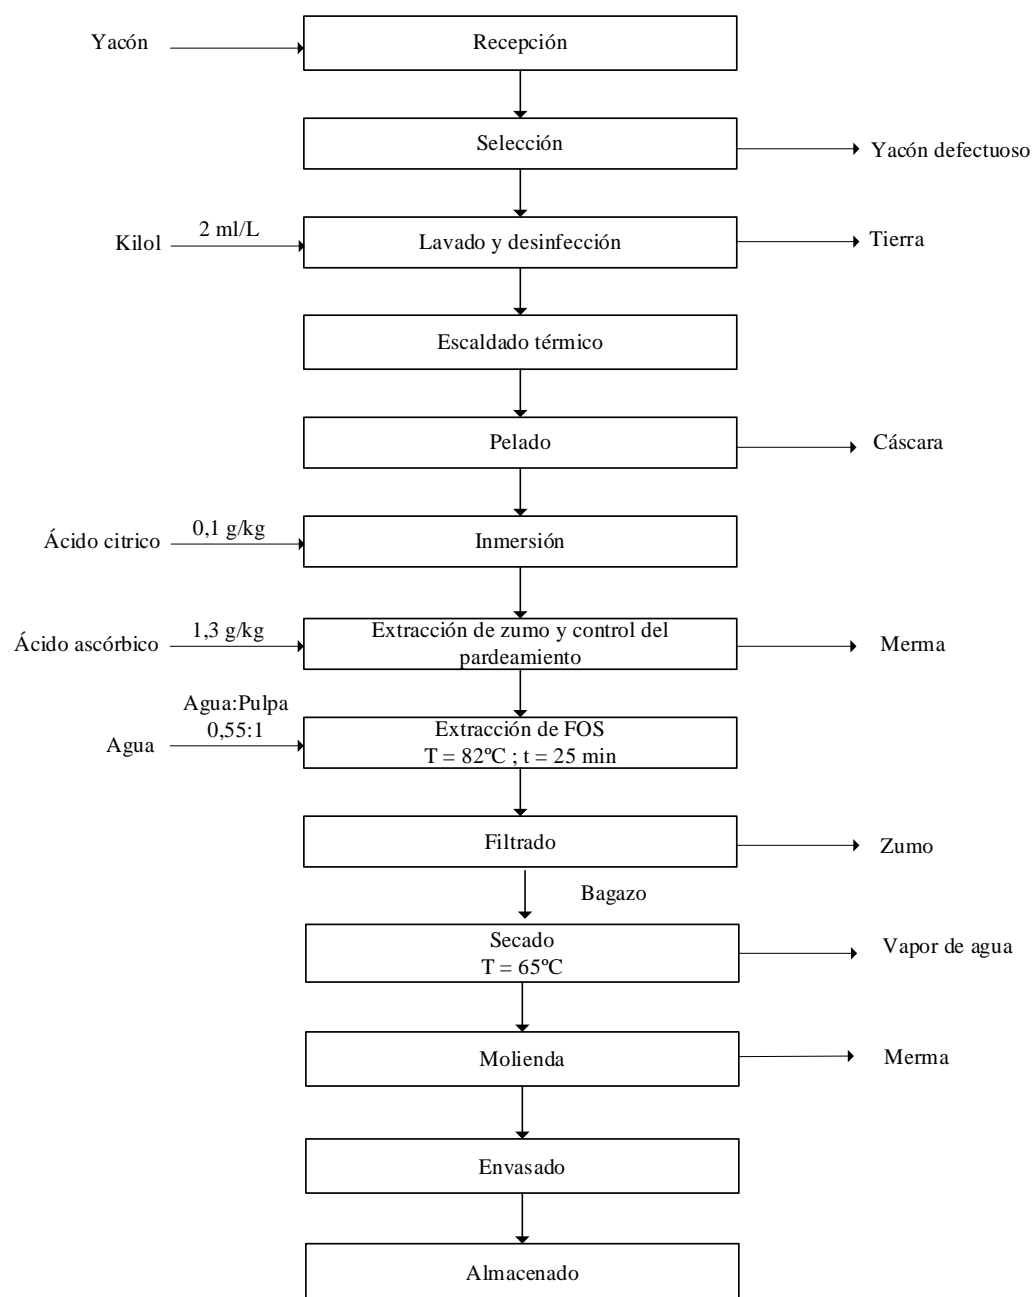 Yacón
Recepción
Selección
Yacón defectuoso
Kilol
2 ml/L
Lavado y desinfección
Tierra
Escaldado térmico
Pelado
Cáscara
Ácido citrico
0,1 g/kg
Inmersión
Ácido ascórbico
1,3 g/kg
Extracción de zumo y control del
pardeamiento
Merma
Agua
Agua:Pulpa
0,55:1
Extracción de FOS
T = 82ºC ; t = 25 min
Filtrado
Zumo
Bagazo
Secado
T = 65ºC
Vapor de agua
Molienda
Merma
Envasado
Almacenado